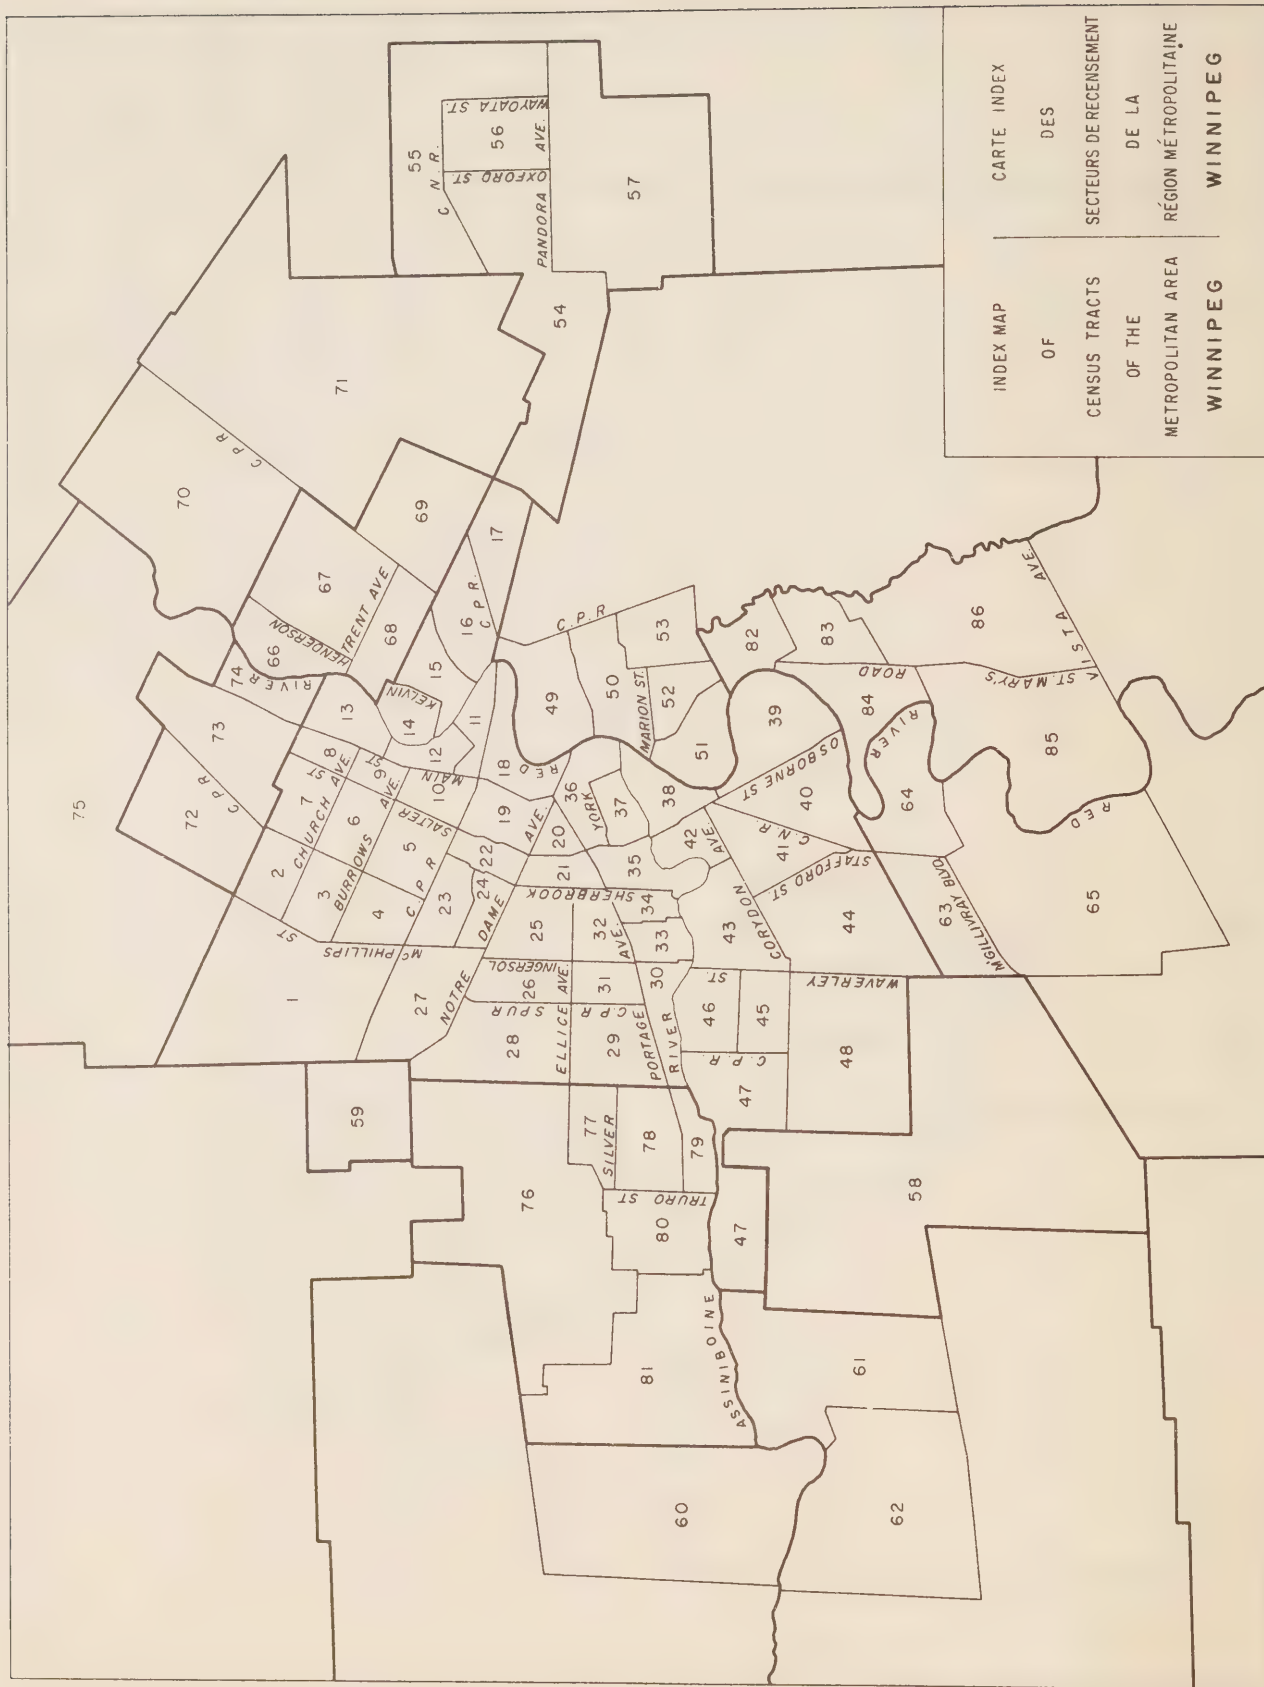 INDEX MAP
OF
CENSUS TRACTS
OF THE
METROPOLITAN AREA
WINNIPEG
CARTE INDEX
DES
SECTEURS DE RECENSEMENT
DE LA
RÉGION MÉTROPOLITAINE
WINNIPEG
75
70
71
C P R
55
C. N. R.
56
WAYOATA ST.
OXFORD ST.
PANDORA AVE.
57
54
69
67
TRENT AVE
HENDERSON
66
68
RIVER
74
73
C P R
72
17
16
C. P. R.
15
KELVIN
14
13
12
11
MAIN ST.
8
7
ST
CHURCH AVE.
2
9
6
BURROWS AVE.
3
10
SALTER
5
4
C. P. R
1
MCPHILLIPS ST
18
19
RED
22
24
23
NOTRE DAME AVE.
27
20
21
36
YORK
37
38
35
SHERBROOK
34
25
32
33
INGERSOL
26
31
30
ELLICE AVE.
SPUR
C.P.R
PORTAGE AVE
28
29
RIVER
49
50
C. P. R
53
MARION ST.
52
51
39
OSBORNE ST
40
C. N. R.
41
42
CORYDON AVE.
STAFFORD ST.
43
44
WAVERLEY ST.
46
45
C. P. R.
47
48
82
83
84
ROAD
ST. MARY'S
RIVER
86
VISTA AVE.
85
RED
64
63
MCGILLIVRAY BLVD
65
59
76
77
SILVER
78
79
TRURO ST
80
47
58
81
ASSINIBOINE
61
60
62